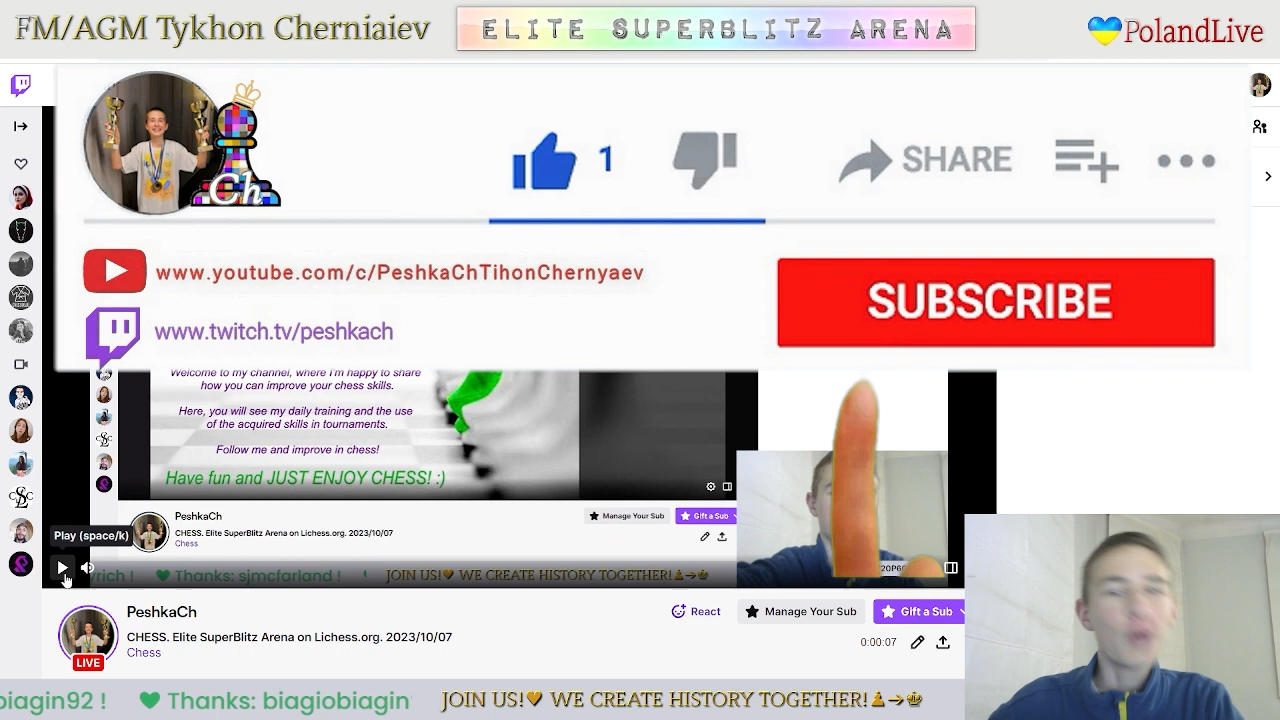 FM/AGM Tykhon Cherniaiev
ELITE SUPERBLITZ ARENA
PolandLive
Ch
1
SHARE
www.youtube.com/c/PeshkaChTihonChernyaev
SUBSCRIBE
www.twitch.tv/peshkach
Welcome to my channel, where I'm happy to share
how you can improve your chess skills.
Here, you will see my daily training and the use
of the acquired skills in tournaments.
Follow me and improve in chess!
Have fun and JUST ENJOY CHESS! :)
PeshkaCh
Manage Your Sub
Gift a Sub
CHESS. Elite SuperBlitz Arena on Lichess.org. 2023/10/07
Chess
Play (space/k)
Thanks: sjmcfarland !
JOIN US! WE CREATE HISTORY TOGETHER!
PeshkaCh
React
Manage Your Sub
Gift a Sub
CHESS. Elite SuperBlitz Arena on Lichess.org. 2023/10/07
0:00:07
Chess
LIVE
biagin92 !
Thanks: biagiobiagin
JOIN US! WE CREATE HISTORY TOGETHER!